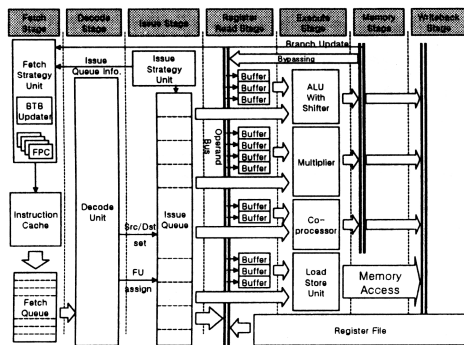 Fetch Stage
Decode Stage
Issue Stage
Register Read Stage
Execute Stage
Memory Stage
Writeback Stage
Branch Update
Bypassing
Issue
Queue Info.
Fetch
Strategy
Unit
BTB
Updater
FPC
Issue
Strategy
Unit
Instruction
Cache
Fetch
Queue
Decode
Unit
Src/Dst
set
FU
assign
Issue
Queue
Operand
Bus
Buffer
Buffer
Buffer
Buffer
Buffer
Buffer
Buffer
Buffer
Buffer
Buffer
Buffer
Buffer
ALU
With
Shifter
Multiplier
Co-
processor
Load
Store
Unit
Memory
Access
Register File